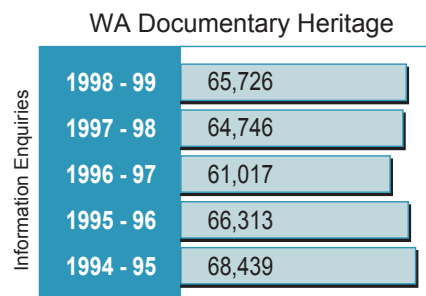 WA Documentary Heritage
Information Enquiries
1998 - 99 65,726
1997 - 98 64,746
1996 - 97 61,017
1995 - 96 66,313
1994 - 95 68,439